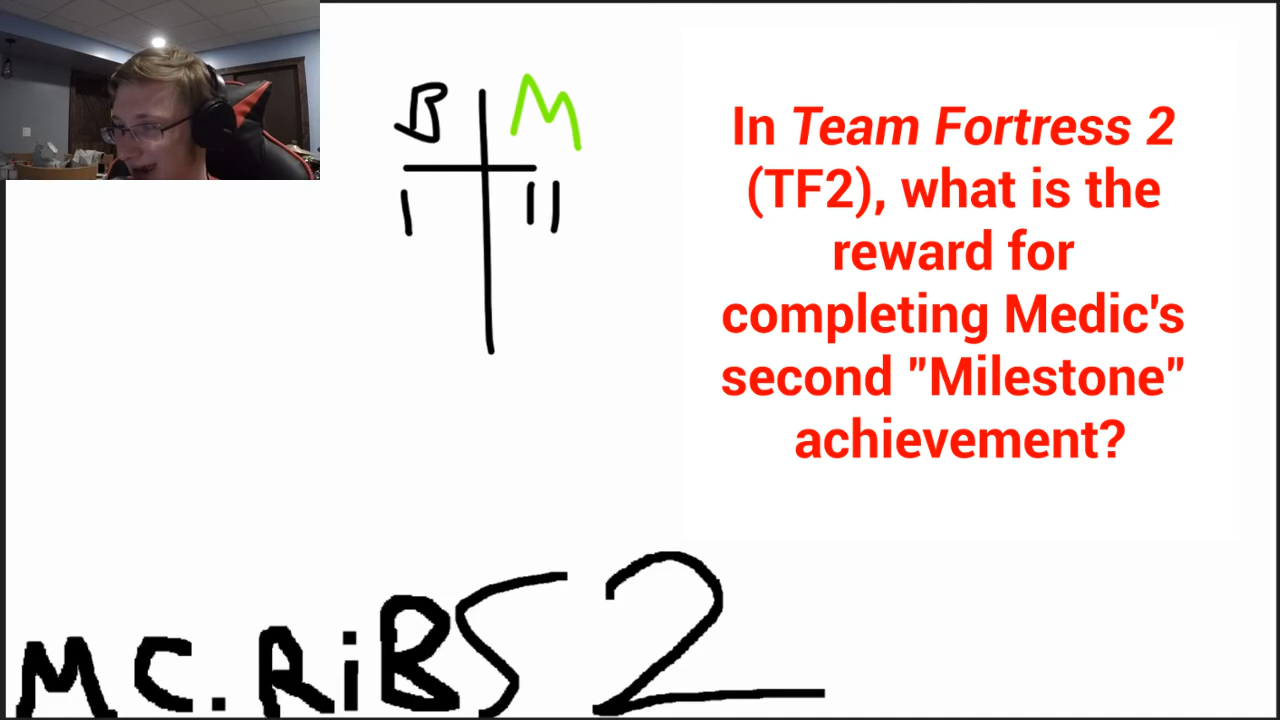 B M
I II
In Team Fortress 2
(TF2), what is the
reward for
completing Medic's
second "Milestone"
achievement?
MC.RiBS 2